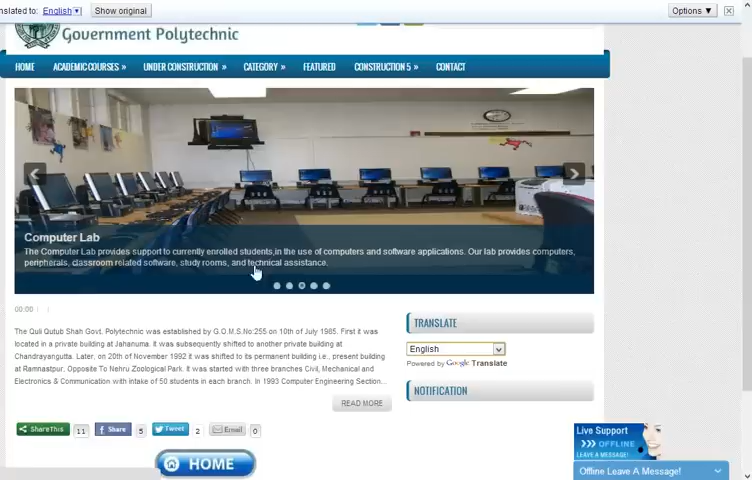 nslated to: English Show original Options ▼
Government Polytechnic
HOME ACADEMIC COURSES » UNDER CONSTRUCTION » CATEGORY » FEATURED CONSTRUCTION 5 » CONTACT
Computer Lab
The Computer Lab provides support to currently enrolled students,in the use of computers and software applications. Our lab provides computers,
peripherals, classroom related software, study rooms, and technical assistance.
00:00
The Quli Qutub Shah Govt. Polytechnic was established by G.O.M.S.No:255 on 10th of July 1985. First it was
located in a private building at Jahanuma. It was subsequently shifted to another private building at
Chandrayangutta. Later, on 20th of November 1992 it was shifted to its permanent building i.e., present building
at Ramnastpur. Opposite To Nehru Zoological Park. It was started with three branches Civil, Mechanical and
Electronics & Communication with intake of 50 students in each branch. In 1993 Computer Engineering Section...
READ MORE
TRANSLATE
English
Powered by Google Translate
NOTIFICATION
ShareThis 11 Share 5 Tweet 2 Email 0
HOME
Live Support
>>> OFFLINE
LEAVE A MESSAGE!
Offline Leave A Message!